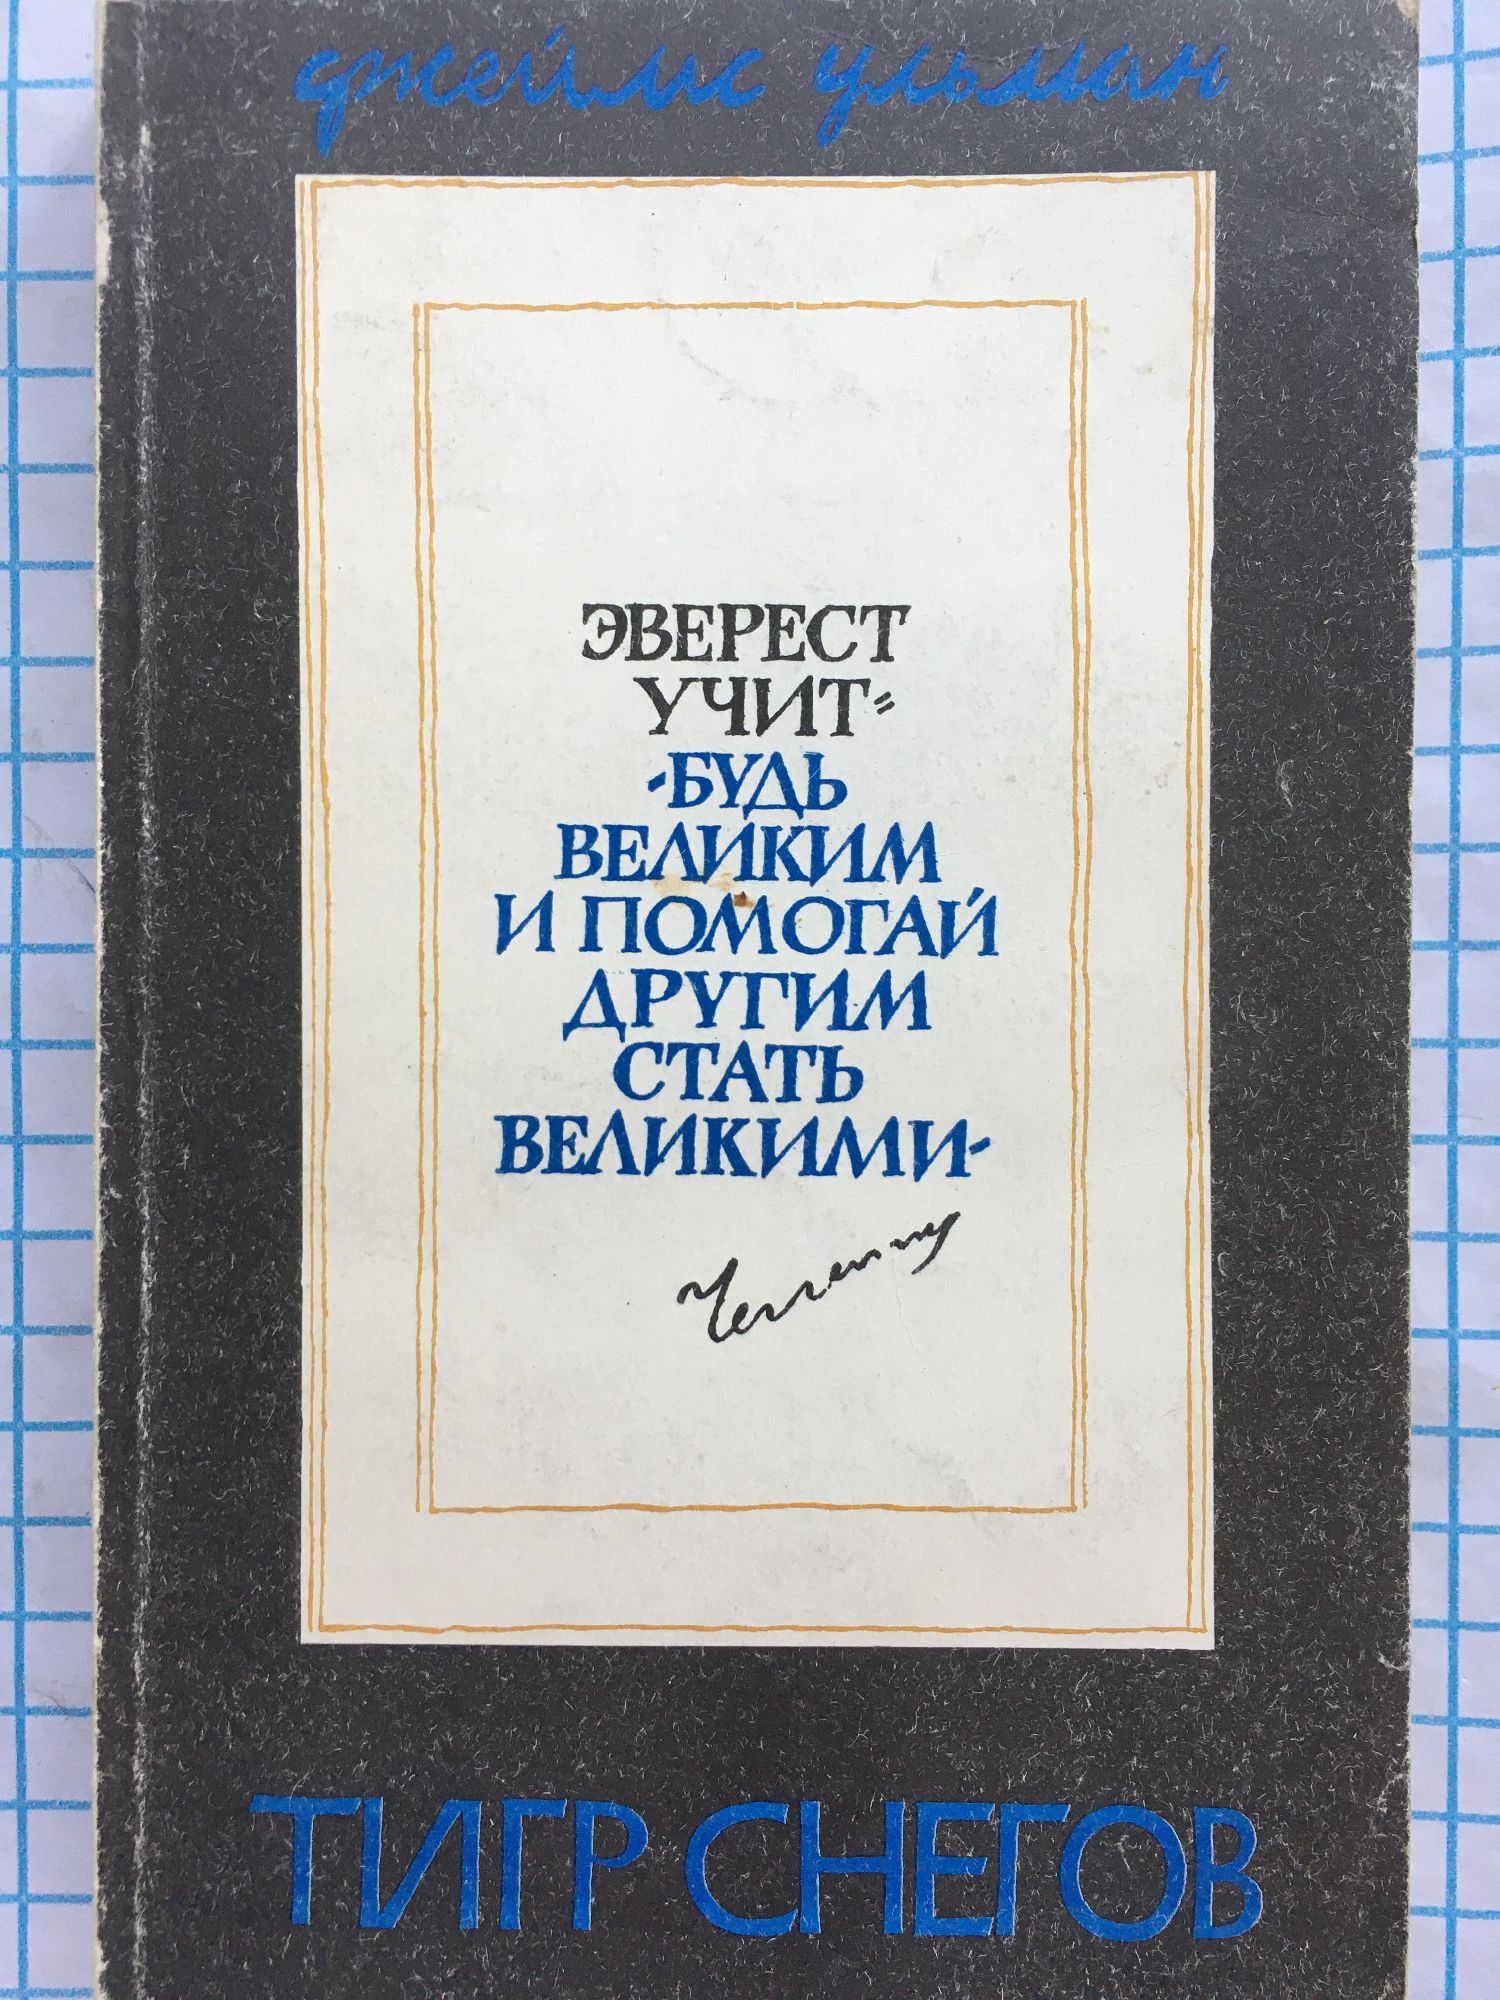 джеймс ульман
ЭВЕРЕСТ
УЧИТ=
-БУДЬ
ВЕЛИКИМ
И ПОМОГАЙ
ДРУГИМ
СТАТЬ
ВЕЛИКИМИ-
ТИГР СНЕГОВ